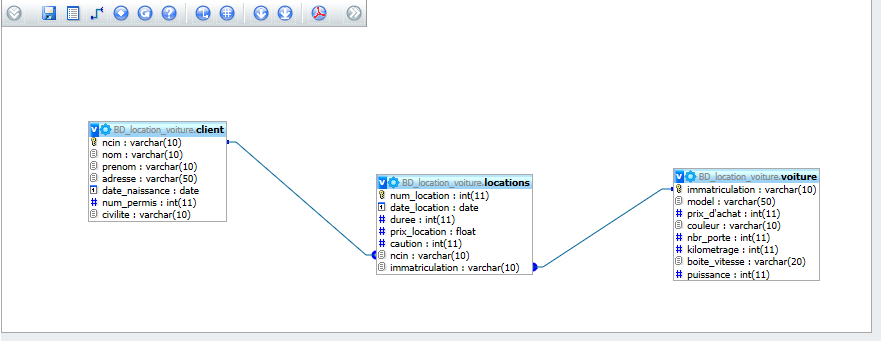 BD_location_voiture.client
ncin : varchar(10)
nom : varchar(10)
prenom : varchar(10)
adresse : varchar(50)
date_naissance : date
num_permis : int(11)
civilite : varchar(10)
BD_location_voiture.locations
num_location : int(11)
date_location : date
duree : int(11)
prix_location : float
caution : int(11)
ncin : varchar(10)
immatriculation : varchar(10)
BD_location_voiture.voiture
immatriculation : varchar(10)
model : varchar(50)
prix_d'achat : int(11)
couleur : varchar(10)
nbr_porte : int(11)
kilometrage : int(11)
boite_vitesse : varchar(20)
puissance : int(11)